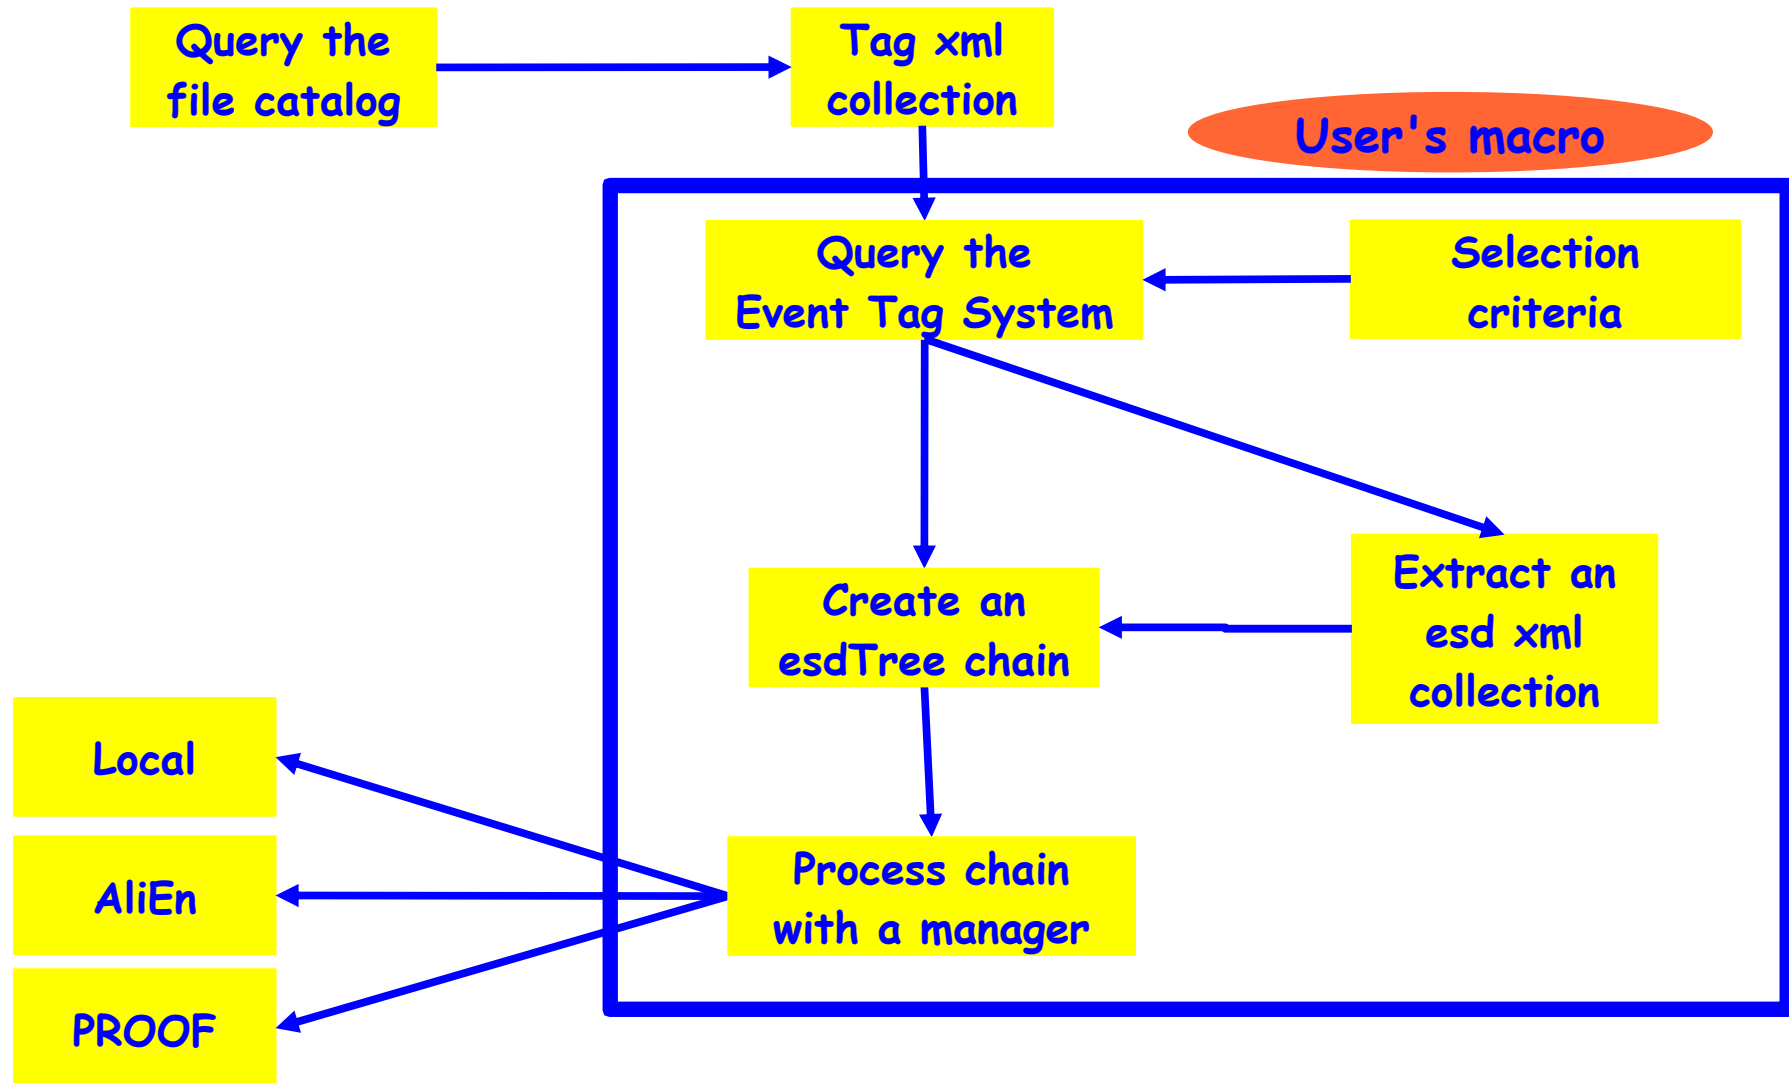 Query the
file catalog
Tag xml
collection
User's macro
Query the
Event Tag System
Selection
criteria
Create an
esdTree chain
Extract an
esd xml
collection
Local
AliEn
PROOF
Process chain
with a manager